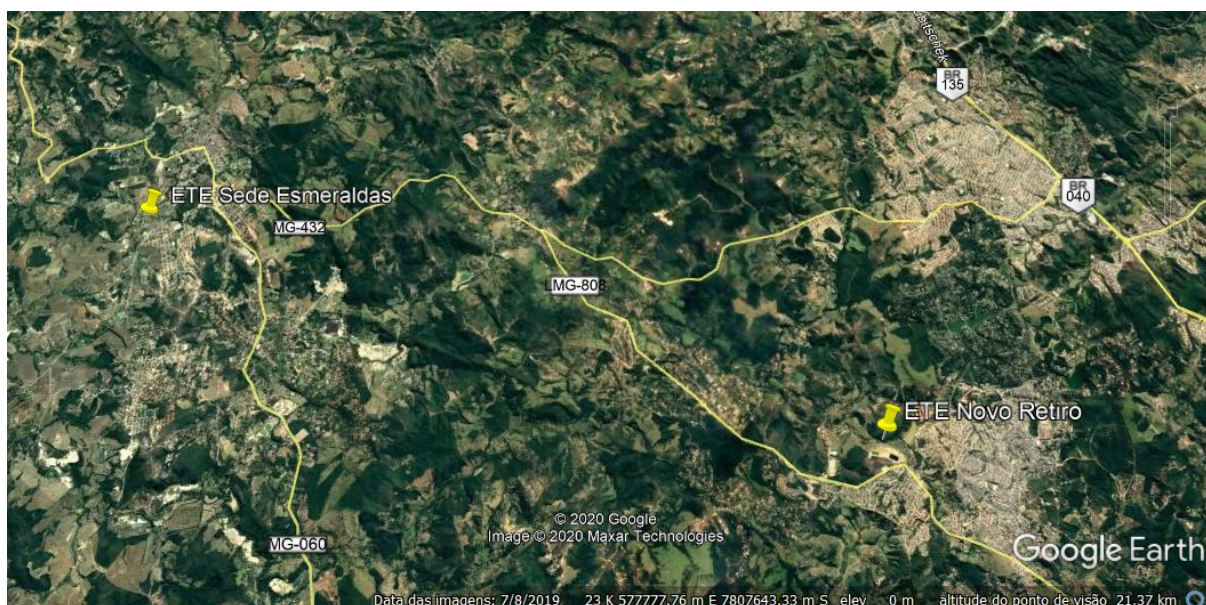 BR
135
BR
040
ETE Sede Esmeraldas
MG-432
LMG-808
ETE Novo Retiro
MG-060
© 2020 Google
Image © 2020 Maxar Technologies
Google Earth
Data das imagens: 7/8/2019 23 K 577777.76 m E 7807643.33 m S elev 0 m altitude do ponto de visão 21.37 km